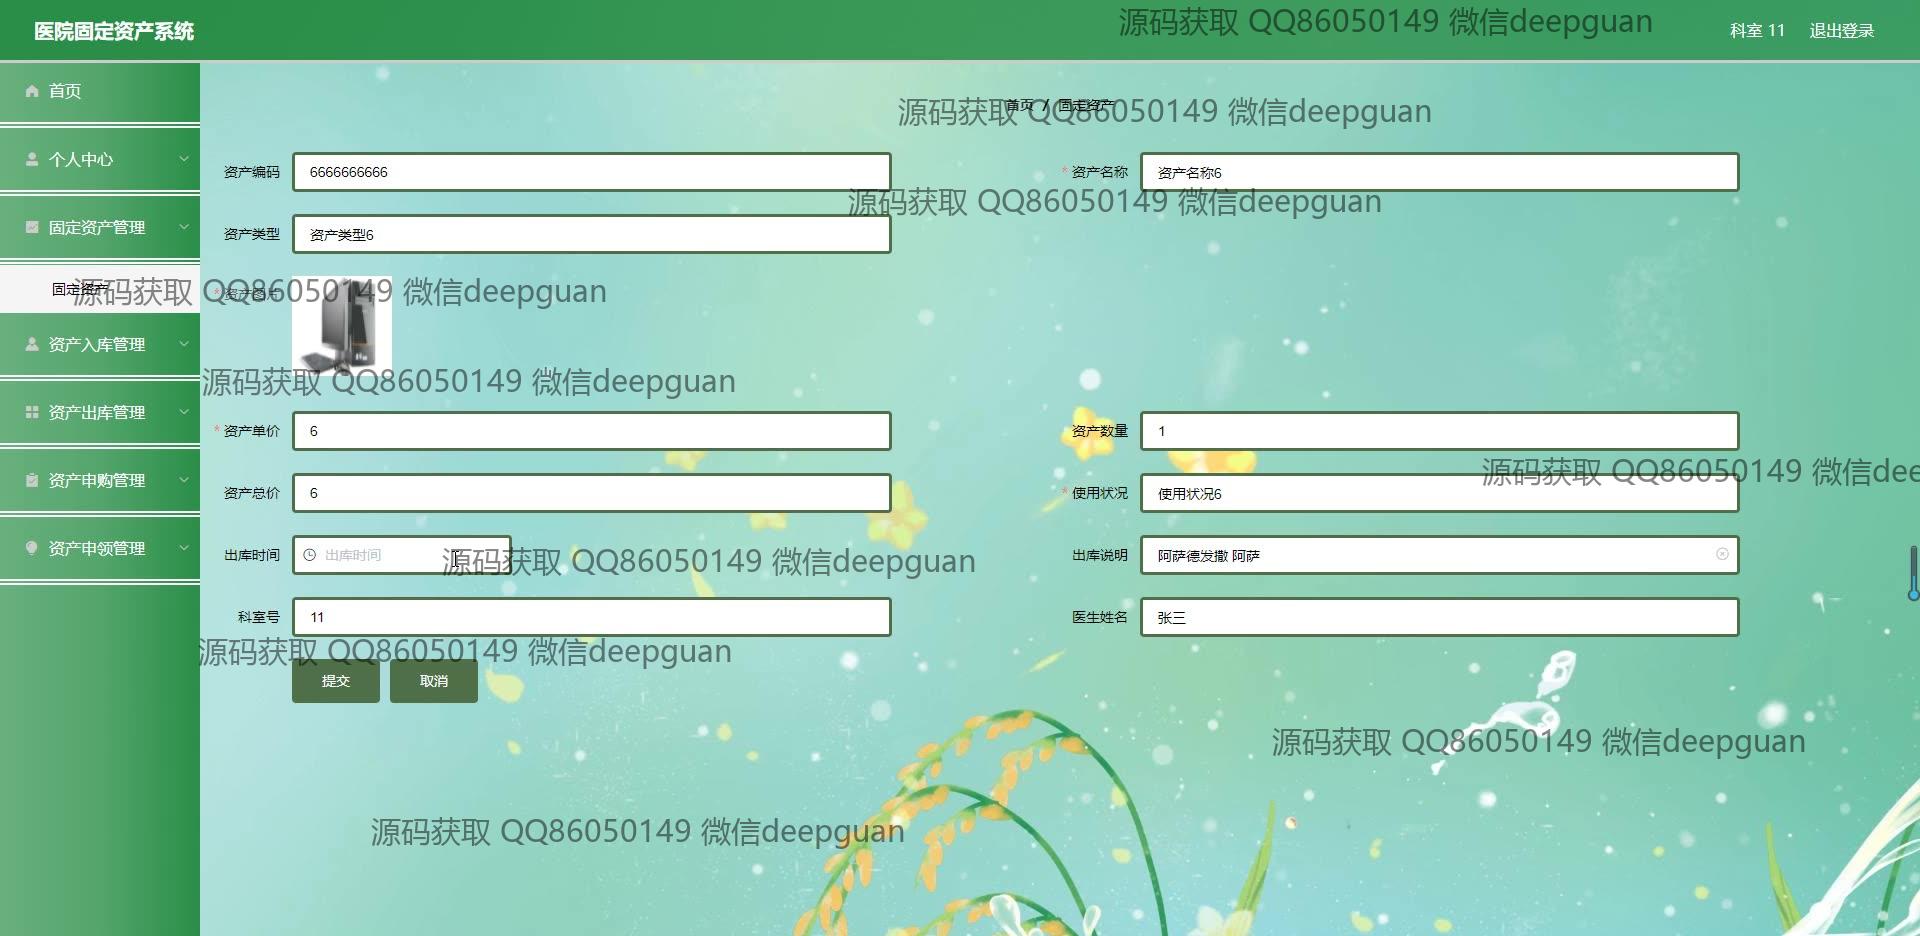 医院固定资产系统
源码获取 QQ86050149 微信deepguan
科室 11
退出登录
首页
首页 / 固定资产
源码获取 QQ86050149 微信deepguan
个人中心
资产编码 6666666666
* 资产名称 资产名称6
源码获取 QQ86050149 微信deepguan
固定资产管理
资产类型 资产类型6
固定资产
源码获取 QQ86050149 微信deepguan
* 资产图片
资产入库管理
源码获取 QQ86050149 微信deepguan
资产出库管理
* 资产单价 6
资产数量 1
资产申购管理
资产总价 6
* 使用状况 使用状况6
源码获取 QQ86050149 微信dee
资产申领管理
出库时间 出库时间
源码获取 QQ86050149 微信deepguan
出库说明 阿萨德发撒 阿萨
科室号 11
医生姓名 张三
源码获取 QQ86050149 微信deepguan
提交
取消
源码获取 QQ86050149 微信deepguan
源码获取 QQ86050149 微信deepguan